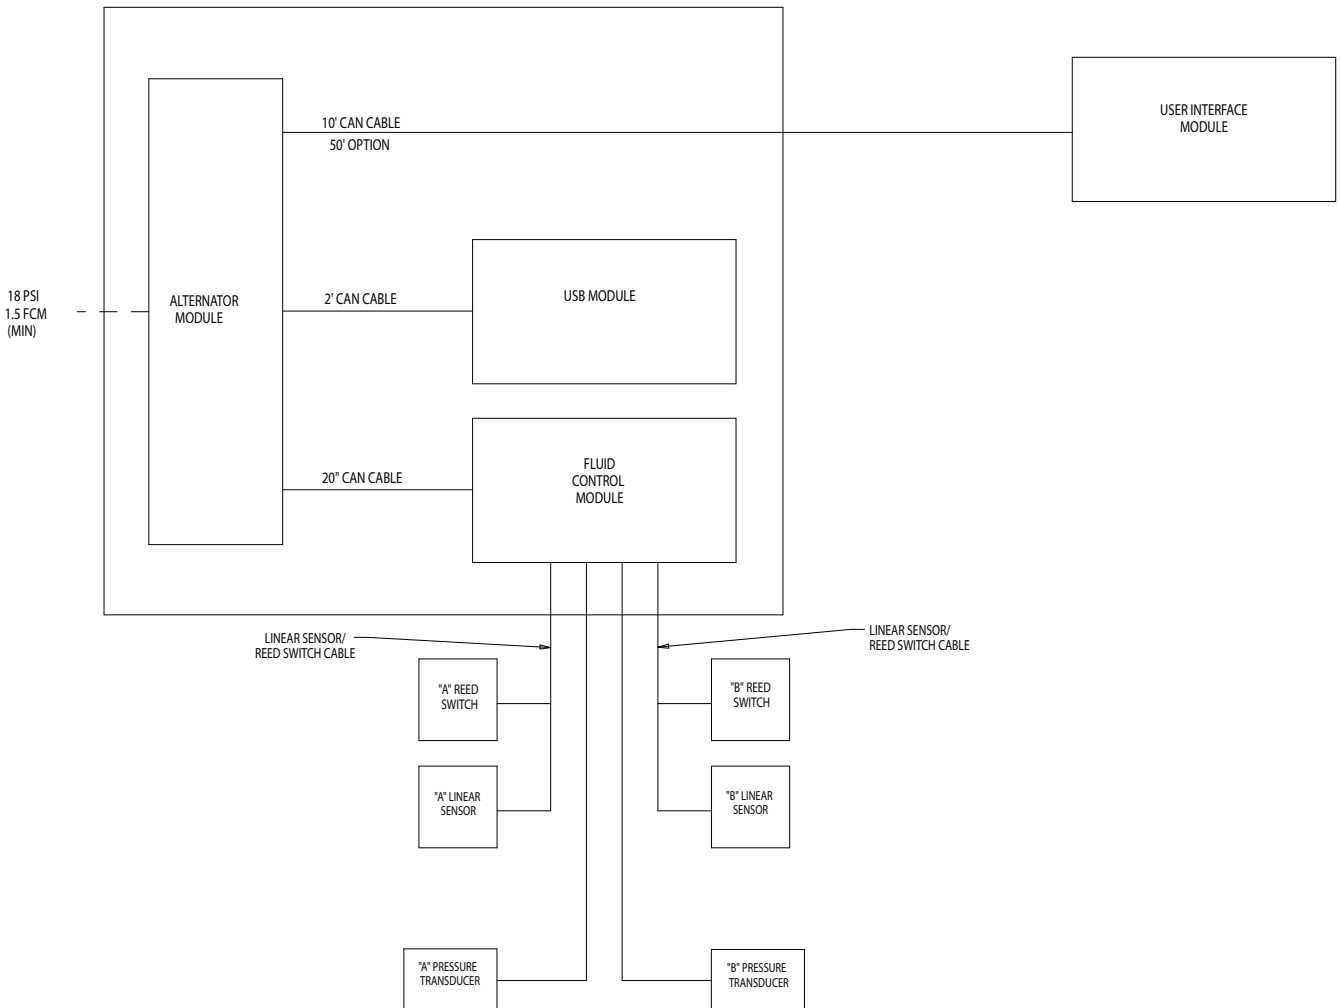 10' CAN CABLE
50' OPTION
USER INTERFACE
MODULE
18 PSI
1.5 FCM
(MIN)
ALTERNATOR
MODULE
2' CAN CABLE
USB MODULE
20" CAN CABLE
FLUID
CONTROL
MODULE
LINEAR SENSOR/
REED SWITCH CABLE
LINEAR SENSOR/
REED SWITCH CABLE
"A" REED
SWITCH
"B" REED
SWITCH
"A" LINEAR
SENSOR
"B" LINEAR
SENSOR
"A" PRESSURE
TRANSDUCER
"B" PRESSURE
TRANSDUCER